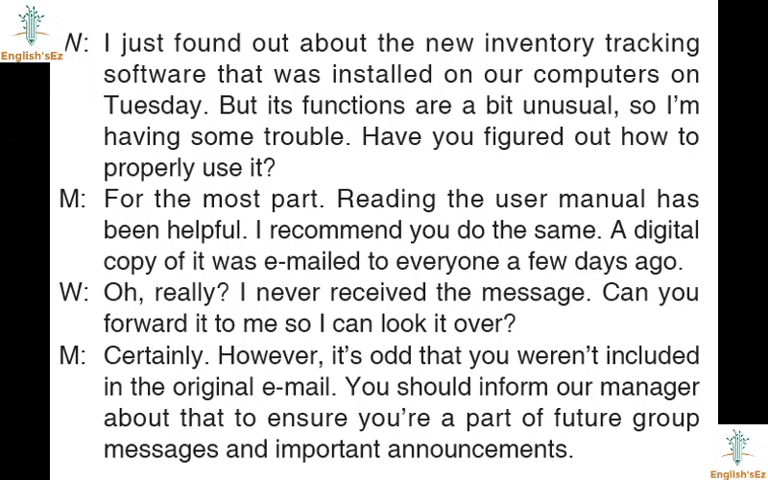 English'sEz
W: I just found out about the new inventory tracking
software that was installed on our computers on
Tuesday. But its functions are a bit unusual, so I'm
having some trouble. Have you figured out how to
properly use it?
M: For the most part. Reading the user manual has
been helpful. I recommend you do the same. A digital
copy of it was e-mailed to everyone a few days ago.
W: Oh, really? I never received the message. Can you
forward it to me so I can look it over?
M: Certainly. However, it's odd that you weren't included
in the original e-mail. You should inform our manager
about that to ensure you're a part of future group
messages and important announcements.
English'sEz